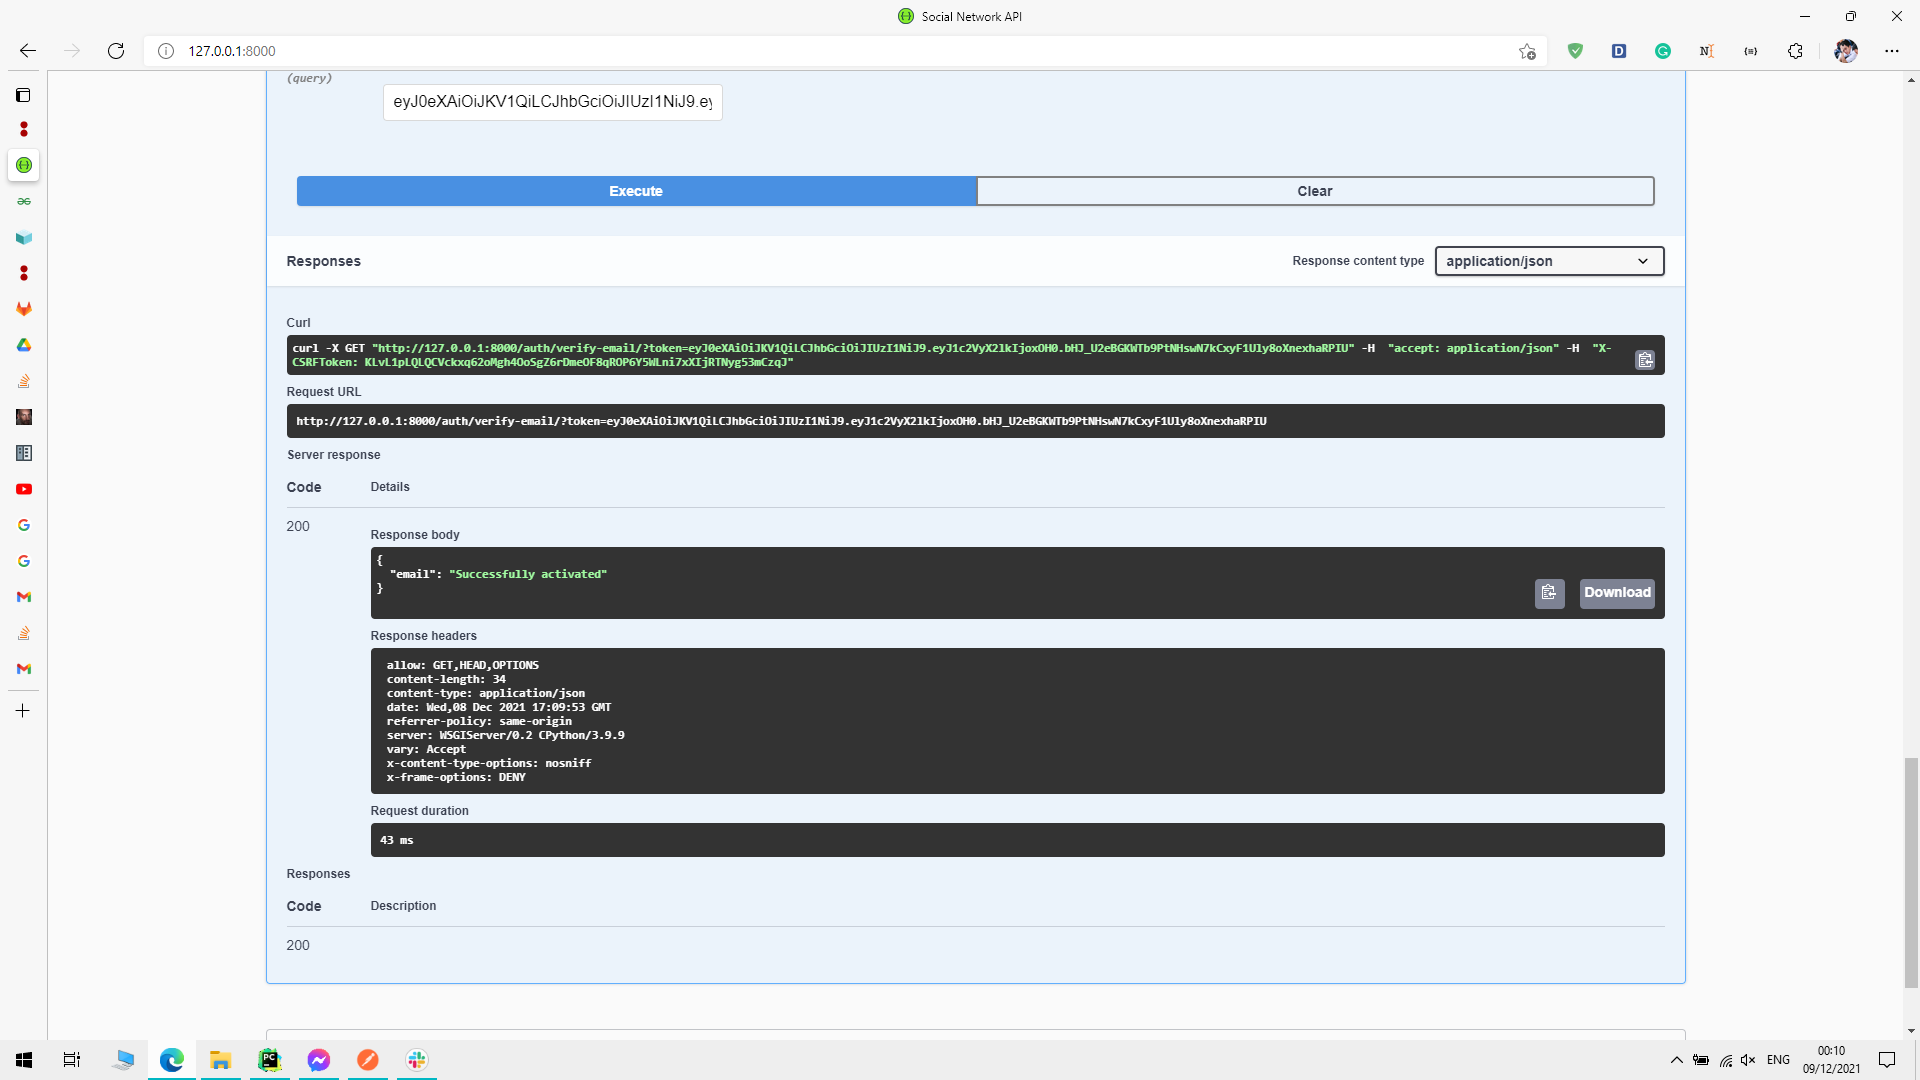 Social Network API
127.0.0.1:8000
(query)
eyJ0eXAiOiJKV1QiLCJhbGciOiJIUzI1NiJ9.ey
Execute
Clear
Responses
Response content type
application/json
Curl
curl -X GET "http://127.0.0.1:8000/auth/verify-email/?token=eyJ0eXAiOiJKV1QiLCJhbGciOiJIUzI1NiJ9.eyJ1c2VyX2lkIjoxOH0.bHJ_U2eBGKWTb9PtNHswN7kCxyF1Uly8oXnexhaRPIU" -H  "accept: application/json" -H  "X-
CSRFToken: KLvL1pLQLQCVckxq62oMgh4OoSgZ6rDmeOF8qROP6Y5WLni7xXIjRTNyg53mCzqJ"
Request URL
http://127.0.0.1:8000/auth/verify-email/?token=eyJ0eXAiOiJKV1QiLCJhbGciOiJIUzI1NiJ9.eyJ1c2VyX2lkIjoxOH0.bHJ_U2eBGKWTb9PtNHswN7kCxyF1Uly8oXnexhaRPIU
Server response
Code
Details
200
Response body
{
"email": "Successfully activated"
}
Download
Response headers
allow: GET,HEAD,OPTIONS
content-length: 34
content-type: application/json
date: Wed,08 Dec 2021 17:09:53 GMT
referrer-policy: same-origin
server: WSGIServer/0.2 CPython/3.9.9
vary: Accept
x-content-type-options: nosniff
x-frame-options: DENY
Request duration
43 ms
Responses
Code
Description
200
ENG
00:10
09/12/2021